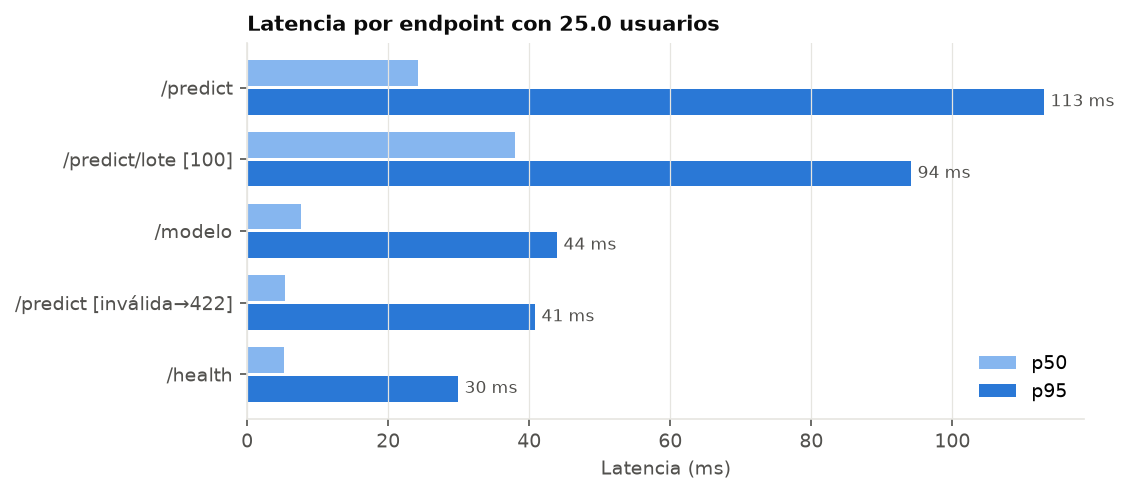 Latencia por endpoint con 25.0 usuarios
/predict
113 ms
/predict/lote [100]
94 ms
/modelo
44 ms
/predict [inválida→422]
41 ms
/health
30 ms
p50
p95
0 20 40 60 80 100
Latencia (ms)